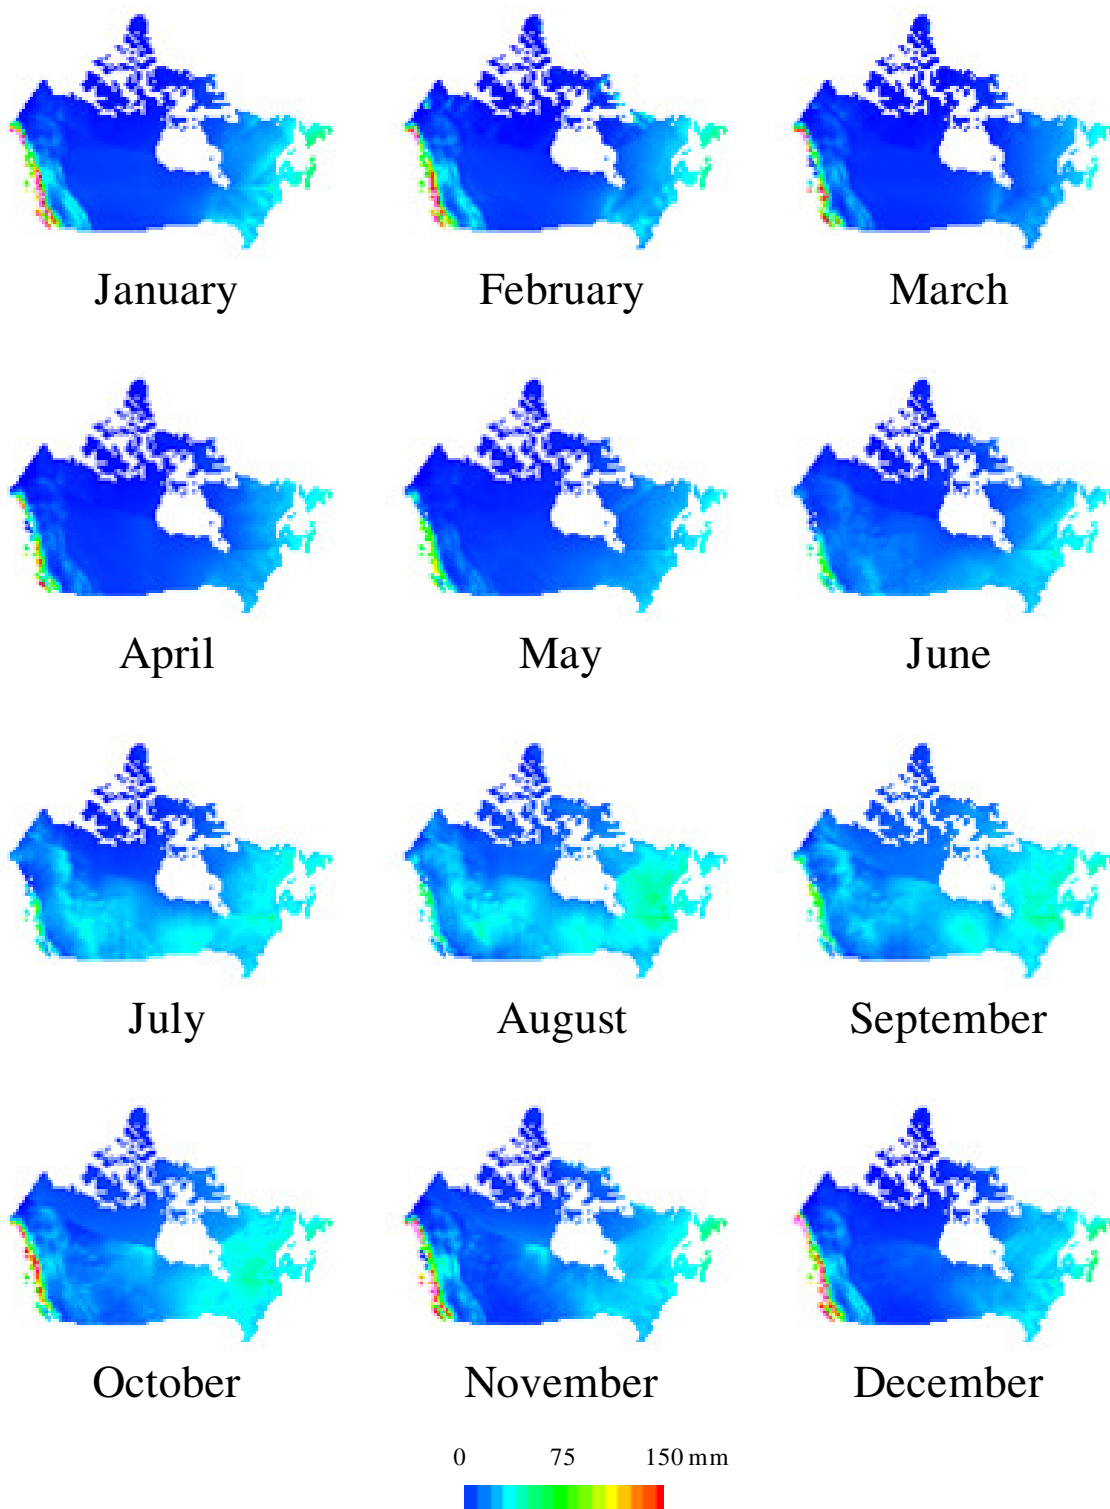 January February March
April May June
July August September
October November December
0 75 150 mm